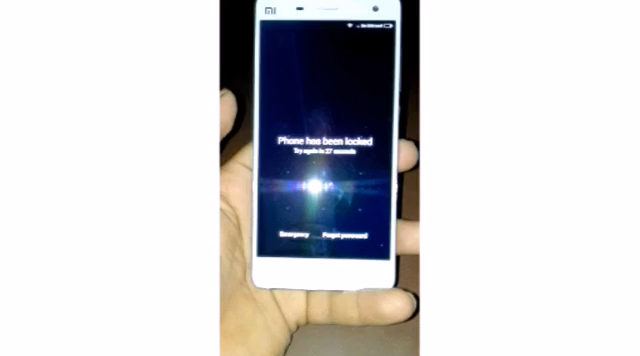 mi
Phone has been locked
Try again in 27 seconds
Emergency Forgot password